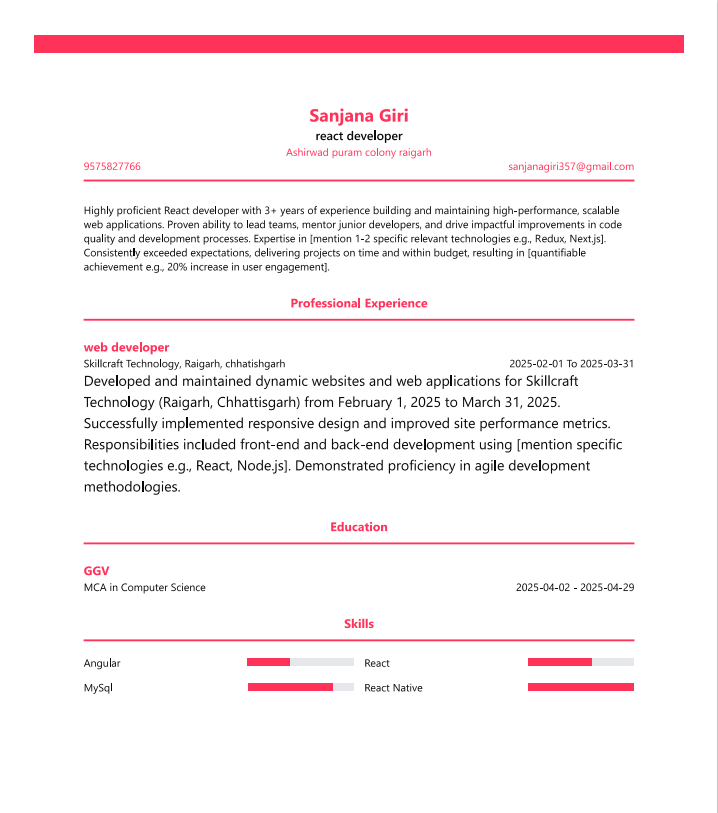 Sanjana Giri
react developer
Ashirwad puram colony raigarh
9575827766 sanjanagiri357@gmail.com
Highly proficient React developer with 3+ years of experience building and maintaining high-performance, scalable
web applications. Proven ability to lead teams, mentor junior developers, and drive impactful improvements in code
quality and development processes. Expertise in [mention 1-2 specific relevant technologies e.g., Redux, Next.js].
Consistently exceeded expectations, delivering projects on time and within budget, resulting in [quantifiable
achievement e.g., 20% increase in user engagement].
Professional Experience
web developer
Skillcraft Technology, Raigarh, chhatishgarh 2025-02-01 To 2025-03-31
Developed and maintained dynamic websites and web applications for Skillcraft
Technology (Raigarh, Chhattisgarh) from February 1, 2025 to March 31, 2025.
Successfully implemented responsive design and improved site performance metrics.
Responsibilities included front-end and back-end development using [mention specific
technologies e.g., React, Node.js]. Demonstrated proficiency in agile development
methodologies.
Education
GGV
MCA in Computer Science 2025-04-02 - 2025-04-29
Skills
Angular React
MySql React Native